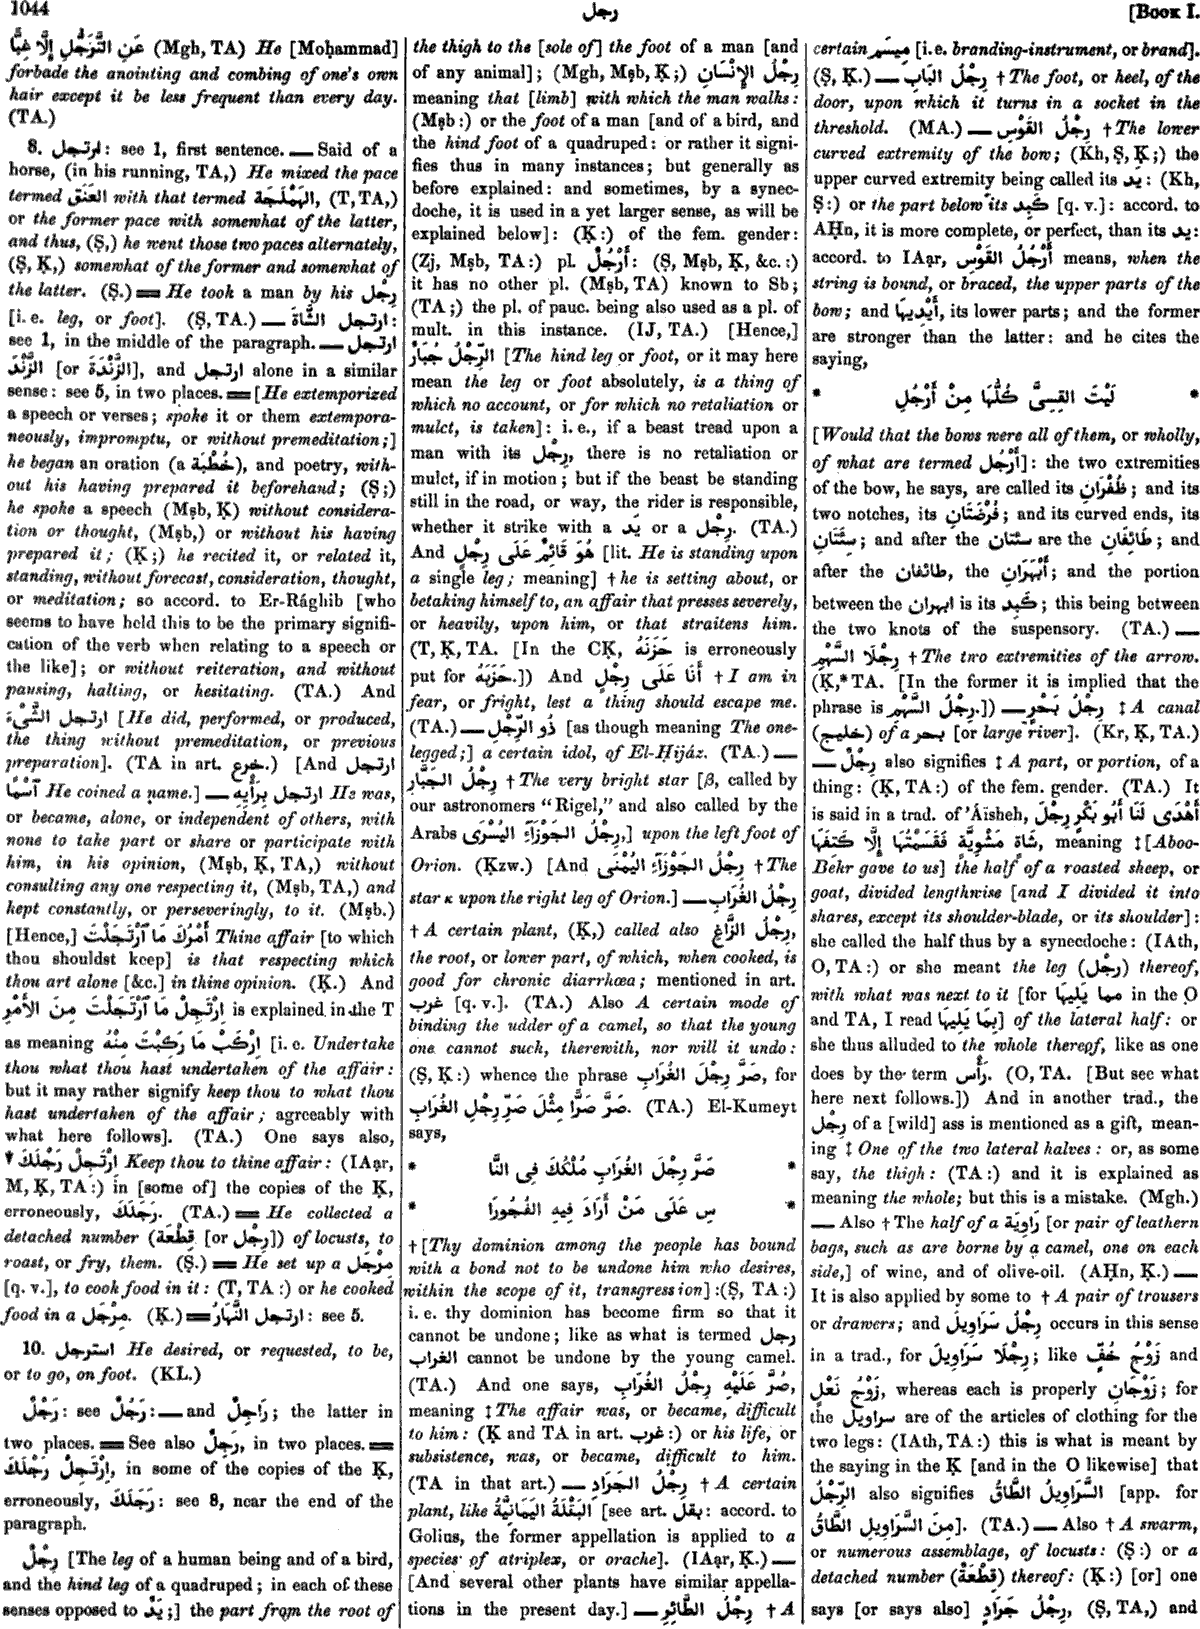 1044
رجل
[Book I.
عَنِ التَّرَجُّلِ إِلَّا غِبًّا (Mgh, TA) He [Moḥammad]
forbade the anointing and combing of one's own
hair except it be less frequent than every day.
(TA.)
8. ارتجل: see 1, first sentence. — Said of a
horse, (in his running, TA,) He mixed the pace
termed العَنَق with that termed الهَمْلَجَة, (T, TA,)
or the former pace with somewhat of the latter,
and thus, (Ṣ,) he went those two paces alternately,
(Ṣ, Ḳ,) somewhat of the former and somewhat of
the latter. (Ṣ.) ═ He took a man by his رِجْل
[i. e. leg, or foot]. (Ṣ, TA.) — ارتجل الشَّاةَ:
see 1, in the middle of the paragraph. — ارتجل
الزَّنْدَ [or الزَّنْدَةَ], and ارتجل alone in a similar
sense: see 5, in two places. ═ [He extemporized
a speech or verses; spoke it or them extempora-
neously, impromptu, or without premeditation;]
he began an oration (a خُطْبَة), and poetry, with-
out his having prepared it beforehand; (Ṣ;)
he spoke a speech (Mṣb, Ḳ) without considera-
tion or thought, (Mṣb,) or without his having
prepared it; (Ḳ;) he recited it, or related it,
standing, without forecast, consideration, thought,
or meditation; so accord. to Er-Rághib [who
seems to have held this to be the primary signifi-
cation of the verb when relating to a speech or
the like]; or without reiteration, and without
pausing, halting, or hesitating. (TA.) And
ارتجل الشَّىْءَ [He did, performed, or produced,
the thing without premeditation, or previous
preparation]. (TA in art. خرع.) [And ارتجل
ٱسْمًا He coined a name.] — ارتجل بِرَأْيِهِ He was,
or became, alone, or independent of others, with
none to take part or share or participate with
him, in his opinion, (Mṣb, Ḳ, TA,) without
consulting any one respecting it, (Mṣb, TA,) and
kept constantly, or perseveringly, to it. (Mṣb.)
[Hence,] أَمْرُكَ مَا ٱرْتَجَلْتَ Thine affair [to which
thou shouldst keep] is that respecting which
thou art alone [&c.] in thine opinion. (Ḳ.) And
اِرْتَجِلْ مَا ٱرْتَجَلْتَ مِنَ الأَمْرِ is explained in the T
as meaning اِرْكَبْ مَا رَكِبْتَ مِنْهُ [i. e. Undertake
thou what thou hast undertaken of the affair:
but it may rather signify keep thou to what thou
hast undertaken of the affair; agreeably with
what here follows]. (TA.) One says also,
اِرْتَجِلْ رَجْلَكَ Keep thou to thine affair: (IAạr,
M, Ḳ, TA:) in [some of] the copies of the Ḳ,
erroneously, رَجَلَكَ. (TA.) ═ He collected a
detached number (قِطْعَة [or رِجْل]) of locusts, to
roast, or fry, them. (Ṣ.) ═ He set up a مِرْجَل
[q. v.], to cook food in it: (T, TA:) or he cooked
food in a مِرْجَل. (Ḳ.) ═ ارتجل النَّهَارُ: see 5.
10. استرجل He desired, or requested, to be,
or to go, on foot. (KL.)
رَجْلٌ: see رَجُلٌ: — and رَاجِلٌ; the latter in
two places. ═ See also رَجِلٌ, in two places. ═
اِرْتَجِلْ رَجْلَكَ, in some of the copies of the Ḳ,
erroneously, رَجَلَكَ: see 8, near the end of the
paragraph.
رِجْلٌ [The leg of a human being and of a bird,
and the hind leg of a quadruped; in each of these
senses opposed to يَدٌ;] the part from the root of
the thigh to the [sole of] the foot of a man [and
of any animal]; (Mgh, Mṣb, Ḳ;) رِجْلُ الإِنْسَانِ
meaning that [limb] with which the man walks:
(Mṣb:) or the foot of a man [and of a bird, and
the hind foot of a quadruped: or rather it signi-
fies thus in many instances; but generally as
before explained: and sometimes, by a synec-
doche, it is used in a yet larger sense, as will be
explained below]: (Ḳ:) of the fem. gender:
(Zj, Mṣb, TA:) pl. أَرْجُلٌ: (Ṣ, Mṣb, Ḳ, &c.:)
it has no other pl. (Mṣb, TA) known to Sb;
(TA;) the pl. of pauc. being also used as a pl. of
mult. in this instance. (IJ, TA.) [Hence,]
الرِّجْلُ جُبَارٌ [The hind leg or foot, or it may here
mean the leg or foot absolutely, is a thing of
which no account, or for which no retaliation or
mulct, is taken]: i. e., if a beast tread upon a
man with its رِجْل, there is no retaliation or
mulct, if in motion; but if the beast be standing
still in the road, or way, the rider is responsible,
whether it strike with a يَد or a رِجْل. (TA.)
And هُوَ قَائِمٌ عَلَى رِجْلٍ [lit. He is standing upon
a single leg; meaning] † he is setting about, or
betaking himself to, an affair that presses severely,
or heavily, upon him, or that straitens him.
(T, Ḳ, TA. [In the CḲ, حَزَنَهُ is erroneously
put for حَزَبَهُ.]) And أَنَا عَلَى رِجْلٍ † I am in
fear, or fright, lest a thing should escape me.
(TA.) — ذُو الرِّجْلِ [as though meaning The one-
legged;] a certain idol, of El-Ḥijáz. (TA.) —
رِجْلُ الجَبَّارِ † The very bright star [β, called by
our astronomers “Rigel,” and also called by the
Arabs رِجْلُ الجَوْزَآءِ اليُسْرَى,] upon the left foot of
Orion. (Ḳzw.) [And رِجْلُ الجَوْزَآءِ اليُمْنَى † The
star κ upon the right leg of Orion.] — رِجْلُ الغُرَابِ
† A certain plant, (Ḳ,) called also رِجْلُ الزَّاغِ,
the root, or lower part, of which, when cooked, is
good for chronic diarrhœa; mentioned in art.
غرب [q. v.]. (TA.) Also A certain mode of
binding the udder of a camel, so that the young
one cannot such, therewith, nor will it undo:
(Ṣ, Ḳ:) whence the phrase صَرَّ رِجْلَ الغُرَابِ, for
صَرَّ صَرًّا مِثْلَ صَرِّ رِجْلِ الغُرَابِ. (TA.) El-Kumeyt
says,
* صَرَّ رِجْلَ الغُرَابِ مُلْكُكَ فِى النَّا *
* سِ عَلَى مَنْ أَرَادَ فِيهِ الفُجُورَا *
† [Thy dominion among the people has bound
with a bond not to be undone him who desires,
within the scope of it, transgression]: (Ṣ, TA:)
i. e. thy dominion has become firm so that it
cannot be undone; like as what is termed رجل
الغراب cannot be undone by the young camel.
(TA.) And one says, صُرَّ عَلَيْهِ رِجْلُ الغُرَابِ,
meaning ‡ The affair was, or became, difficult
to him: (Ḳ and TA in art. غرب:) or his life, or
subsistence, was, or became, difficult to him.
(TA in that art.) — رِجْلُ الجَرَادِ † A certain
plant, like البَقْلَةُ اليَمَانِيَّةُ [see art. بقل: accord. to
Golius, the former appellation is applied to a
species of atriplex, or orache]. (IAạr, Ḳ.) —
[And several other plants have similar appella-
tions in the present day.] — رِجْلُ الطَّائِرِ † A
certain مِيسَم [i. e. branding-instrument, or brand].
(Ṣ, Ḳ.) — رِجْلُ البَابِ † The foot, or heel, of the
door, upon which it turns in a socket in the
threshold. (MA.) — رِجْلُ القَوْسِ † The lower
curved extremity of the bow; (Kh, Ṣ, Ḳ;) the
upper curved extremity being called its يد: (Kh,
Ṣ:) or the part below its كَبِد [q. v.]: accord. to
AḤn, it is more complete, or perfect, than its يد:
accord. to IAạr, أَرْجُلُ القَوْسِ means, when the
string is bound, or braced, the upper parts of the
bow; and أَيْدِيهَا, its lower parts; and the former
are stronger than the latter: and he cites the
saying,
* لَيْتَ القِسِىَّ كُلَّهَا مِنْ أَرْجُلِ *
[Would that the bows were all of them, or wholly,
of what are termed أَرْجُل]: the two extremities
of the bow, he says, are called its ظُفْرَانِ; and its
two notches, its فُرْضَتَانِ; and its curved ends, its
سِئَتَانِ; and after the سئتان are the طَائِفَانِ; and
after the طائفان, the أَبْهَرَانِ; and the portion
between the ابهران is its كَبِد; this being between
the two knots of the suspensory. (TA.) —
رِجْلَا السَّهْمِ † The two extremities of the arrow.
(Ḳ,* TA. [In the former it is implied that the
phrase is رِجْلُ السَّهْمِ.]) — رِجْلُ بَحْرٍ ‡ A canal
(خليج) of a بحر [or large river]. (Kr, Ḳ, TA.)
— رِجْلٌ also signifies ‡ A part, or portion, of a
thing: (Ḳ, TA:) of the fem. gender. (TA.) It
is said in a trad. of ’Áïsheh, أَهْدَى لَنَا أَبُو بَكْرٍ رِجْلَ
شَاةٍ مَشْوِيَّةٍ فَقَسَمْتُهَا إِلَّا كَتِفَهَا, meaning ‡ [Aboo-
Bekr gave to us] the half of a roasted sheep, or
goat, divided lengthwise [and I divided it into
shares, except its shoulder-blade, or its shoulder]:
she called the half thus by a synecdoche: (IAth,
O, TA:) or she meant the leg (رِجْل) thereof,
with what was next to it [for مما يَلِيهَا in the O
and TA, I read بِمَا يَلِيهَا] of the lateral half: or
she thus alluded to the whole thereof, like as one
does by the term رَأْس. (O, TA. [But see what
here next follows.]) And in another trad., the
رِجْل of a [wild] ass is mentioned as a gift, mean-
ing ‡ One of the two lateral halves: or, as some
say, the thigh: (TA:) and it is explained as
meaning the whole; but this is a mistake. (Mgh.)
— Also † The half of a رَاوِيَة [or pair of leathern
bags, such as are borne by a camel, one on each
side,] of wine, and of olive-oil. (AḤn, Ḳ.) —
It is also applied by some to † A pair of trousers
or drawers; and رِجْلُ سَرَاوِيلَ occurs in this sense
in a trad., for رِجْلَا سَرَاوِيلَ; like زَوْجُ خُفٍّ and
زَوْجُ نَعْلٍ, whereas each is properly زَوْجَانِ; for
the سراويل are of the articles of clothing for the
two legs: (IAth, TA:) this is what is meant by
the saying in the Ḳ [and in the O likewise] that
الرِّجْلُ also signifies السَّرَاوِيلُ الطَّاقُ [app. for
مِنَ السَّرَاوِيلِ الطَّاقُ]. (TA.) — Also † A swarm,
or numerous assemblage, of locusts: (Ṣ:) or a
detached number (قِطْعَةٌ) thereof: (Ḳ:) [or] one
says [or says also] رِجْلُ جَرَادٍ, (Ṣ, TA,) and